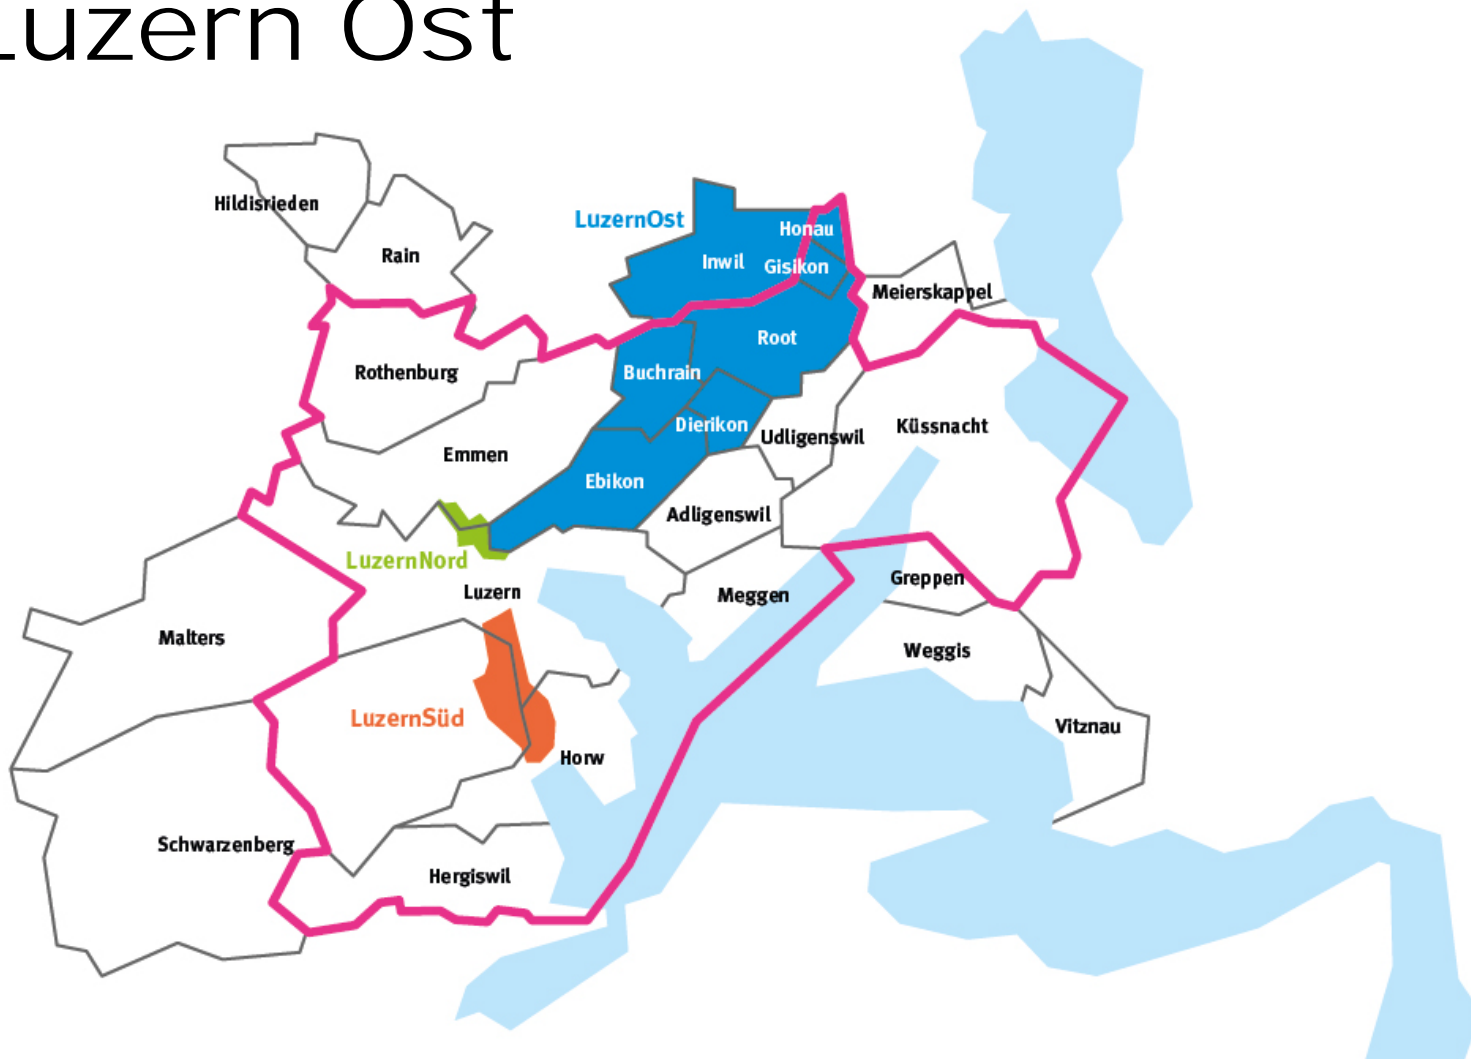 Luzern Ost
Hildisrieden
LuzernOst
Honau
Rain
Inwil
Gisikon
Meierskappel
Root
Rothenburg
Buchrain
Dierikon
Küssnacht
Udligenswil
Emmen
Ebikon
Adligenswil
LuzernNord
Greppen
Luzern
Meggen
Malters
Weggis
LuzernSüd
Vitznau
Horw
Schwarzenberg
Hergiswil